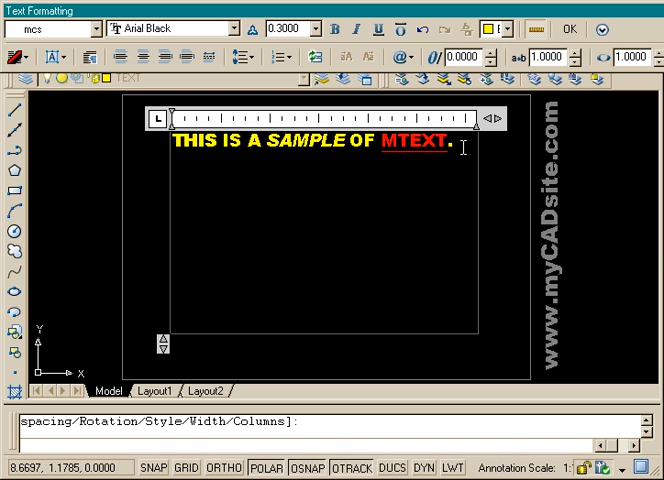 Text Formatting
mcs
Arial Black
0.3000
B I U O
OK
0.0000
a•b 1.0000
1.0000
TEXT
L
THIS IS A SAMPLE OF MTEXT.
www.myCADsite.com
Y
X
Model Layout1 Layout2
spacing/Rotation/Style/Width/Columns]:
8.6697, 1.1785, 0.0000 SNAP GRID ORTHO POLAR OSNAP OTRACK DUCS DYN LWT Annotation Scale: 1: